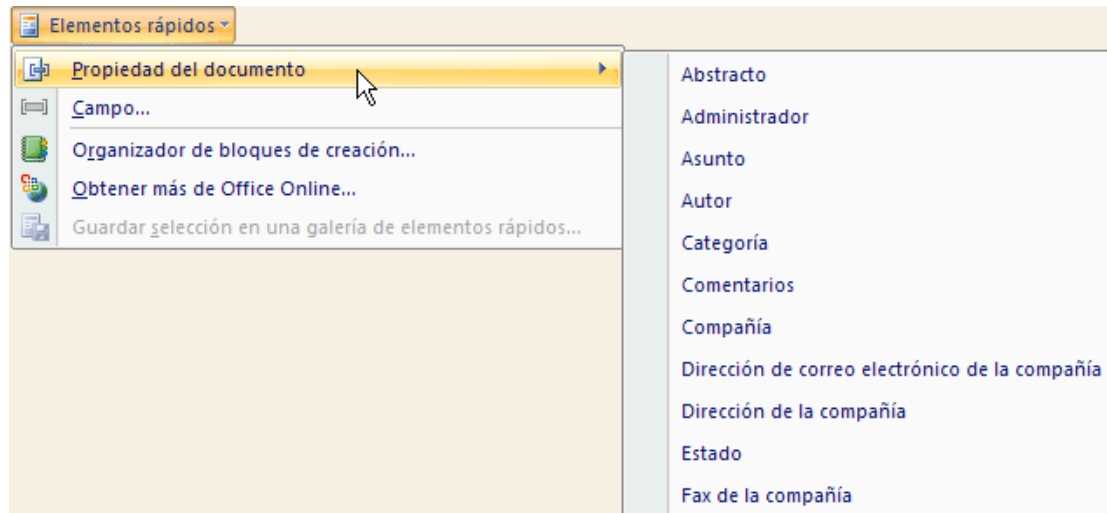 Elementos rápidos
Propiedad del documento
Campo...
Organizador de bloques de creación...
Obtener más de Office Online...
Guardar selección en una galería de elementos rápidos...
Abstracto
Administrador
Asunto
Autor
Categoría
Comentarios
Compañía
Dirección de correo electrónico de la compañía
Dirección de la compañía
Estado
Fax de la compañía